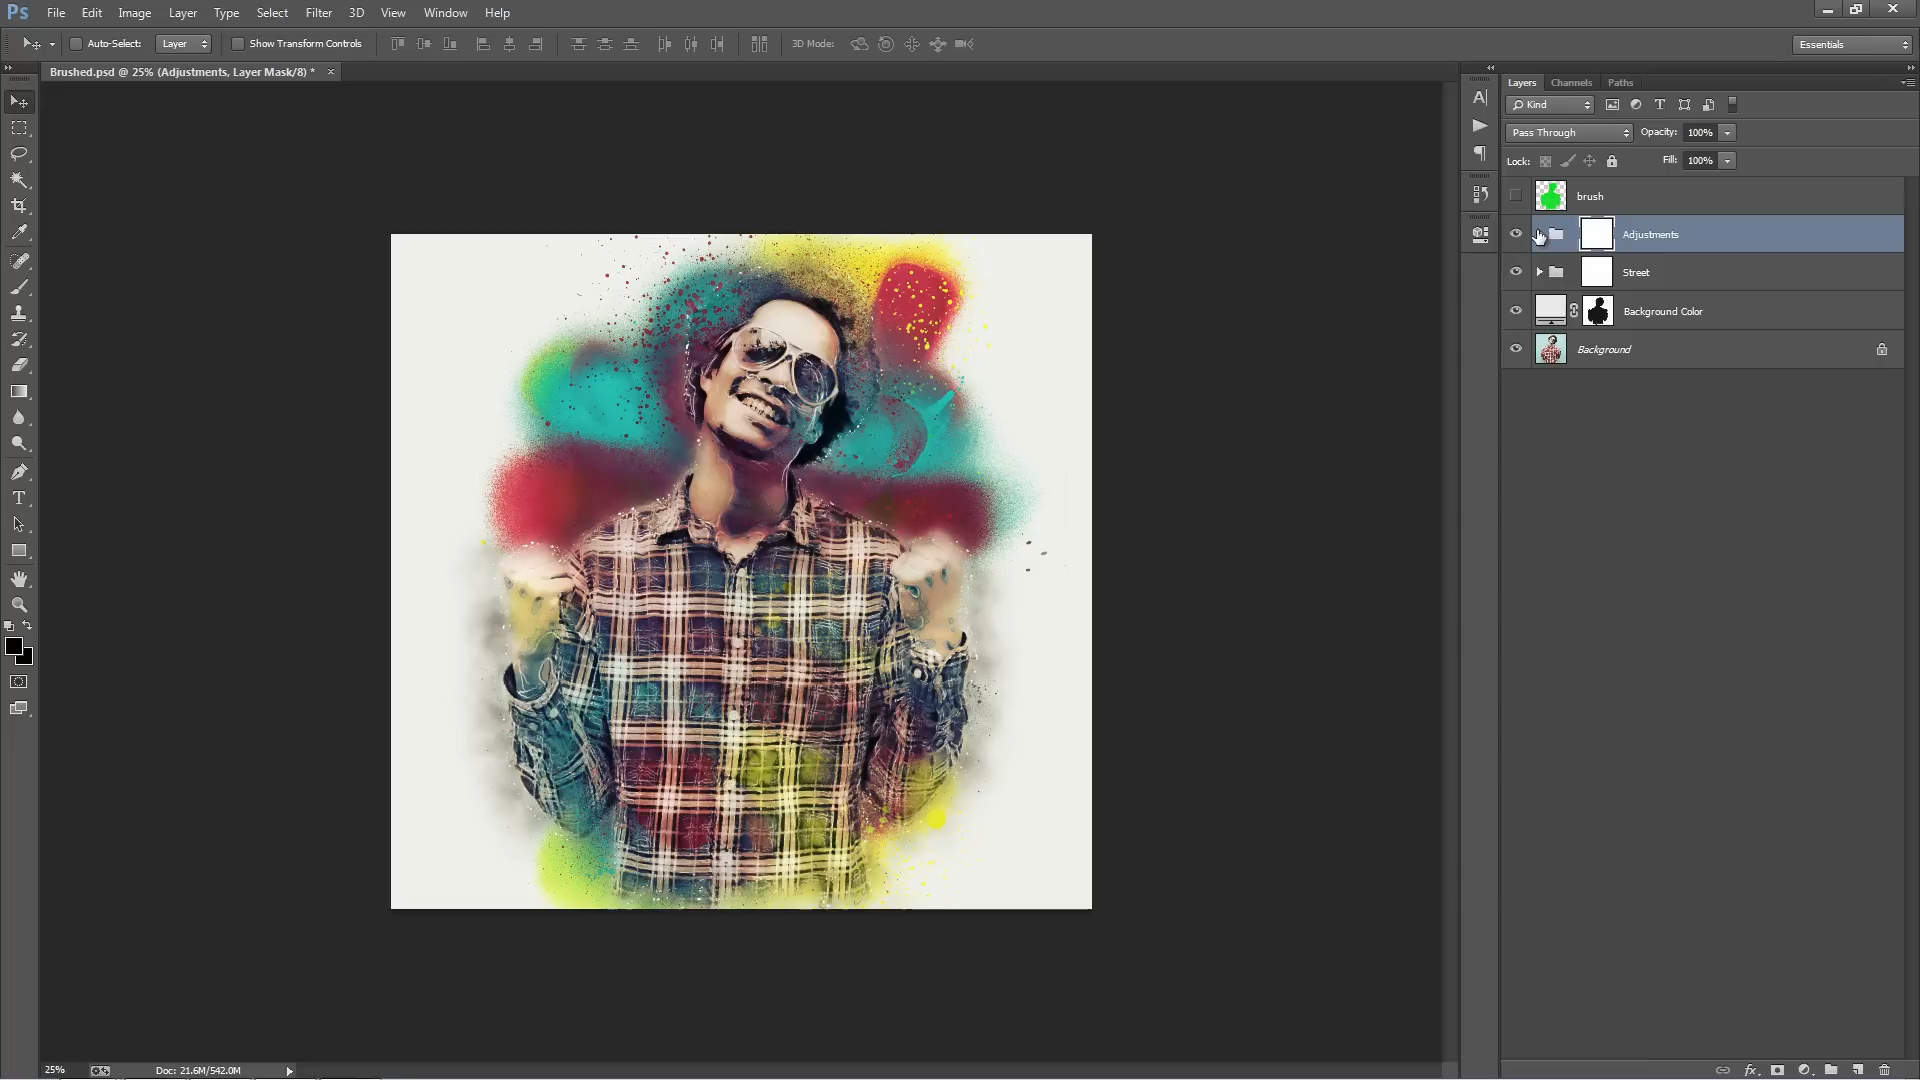 Ps File Edit Image Layer Type Select Filter 3D View Window Help
Auto-Select: Layer Show Transform Controls 3D Mode: Essentials
Brushed.psd @ 25% (Adjustments, Layer Mask/8) * ×
Layers Channels Paths
Kind
Pass Through Opacity: 100%
Lock: Fill: 100%
brush
Adjustments
Street
Background Color
Background
25% Doc: 21.6M/542.0M